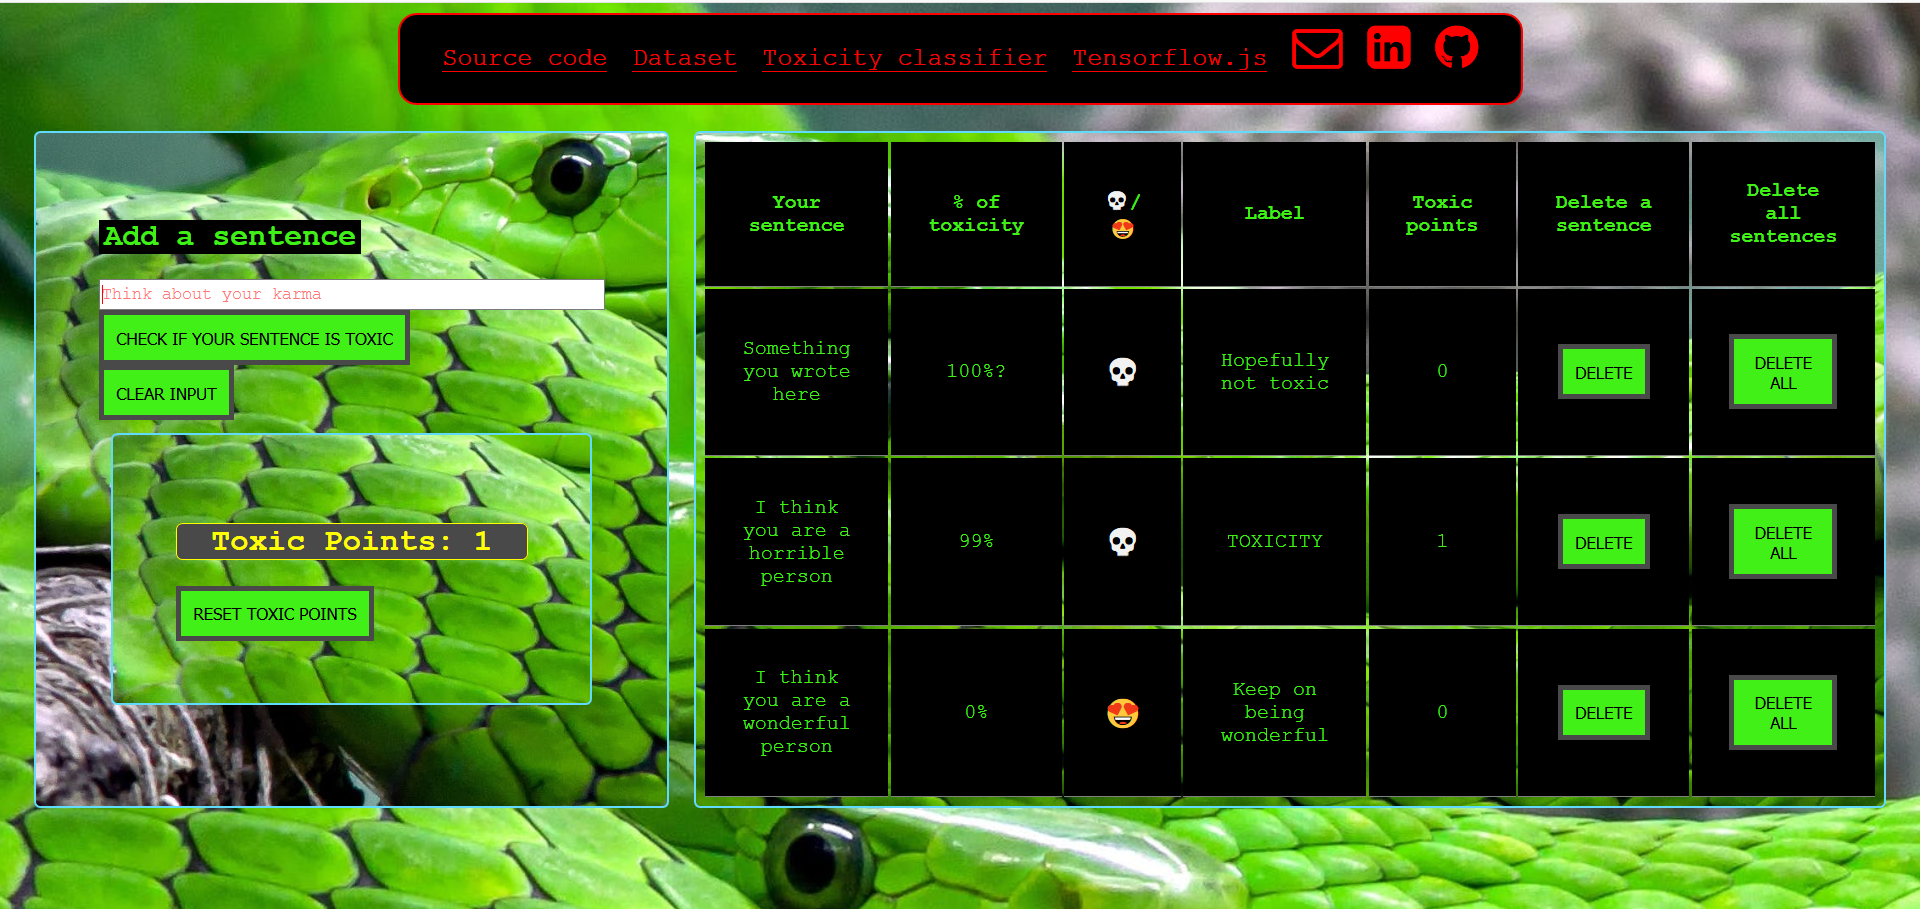 Source code Dataset Toxicity classifier Tensorflow.js
Add a sentence
Think about your karma
CHECK IF YOUR SENTENCE IS TOXIC
CLEAR INPUT
Toxic Points: 1
RESET TOXIC POINTS
Your
sentence
% of
toxicity
💀/
😍
Label
Toxic
points
Delete a
sentence
Delete
all
sentences
Something
you wrote
here
100%?
💀
Hopefully
not toxic
0
DELETE
DELETE
ALL
I think
you are a
horrible
person
99%
💀
TOXICITY
1
DELETE
DELETE
ALL
I think
you are a
wonderful
person
0%
😍
Keep on
being
wonderful
0
DELETE
DELETE
ALL